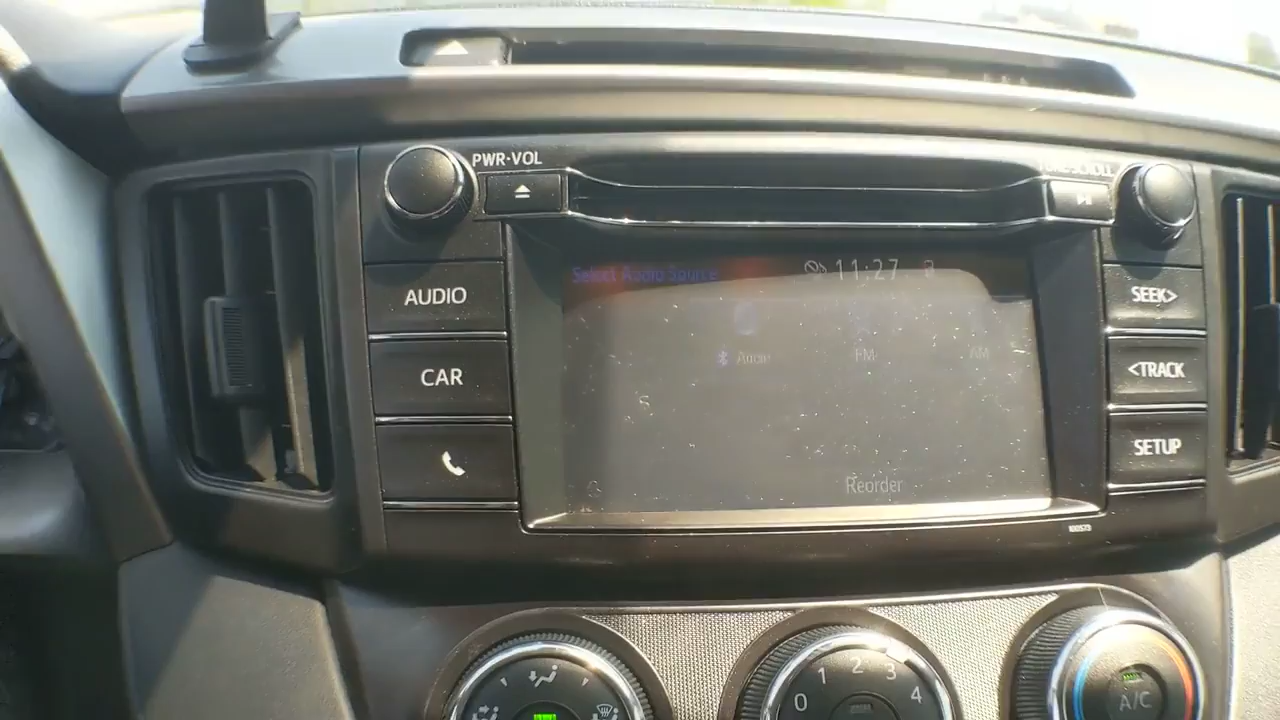 PWR·VOL
Select Audio Source
11:27
AUDIO
SEEK>
FM
AM
CAR
<TRACK
SETUP
Reorder
0 1 2 3 4
A/C